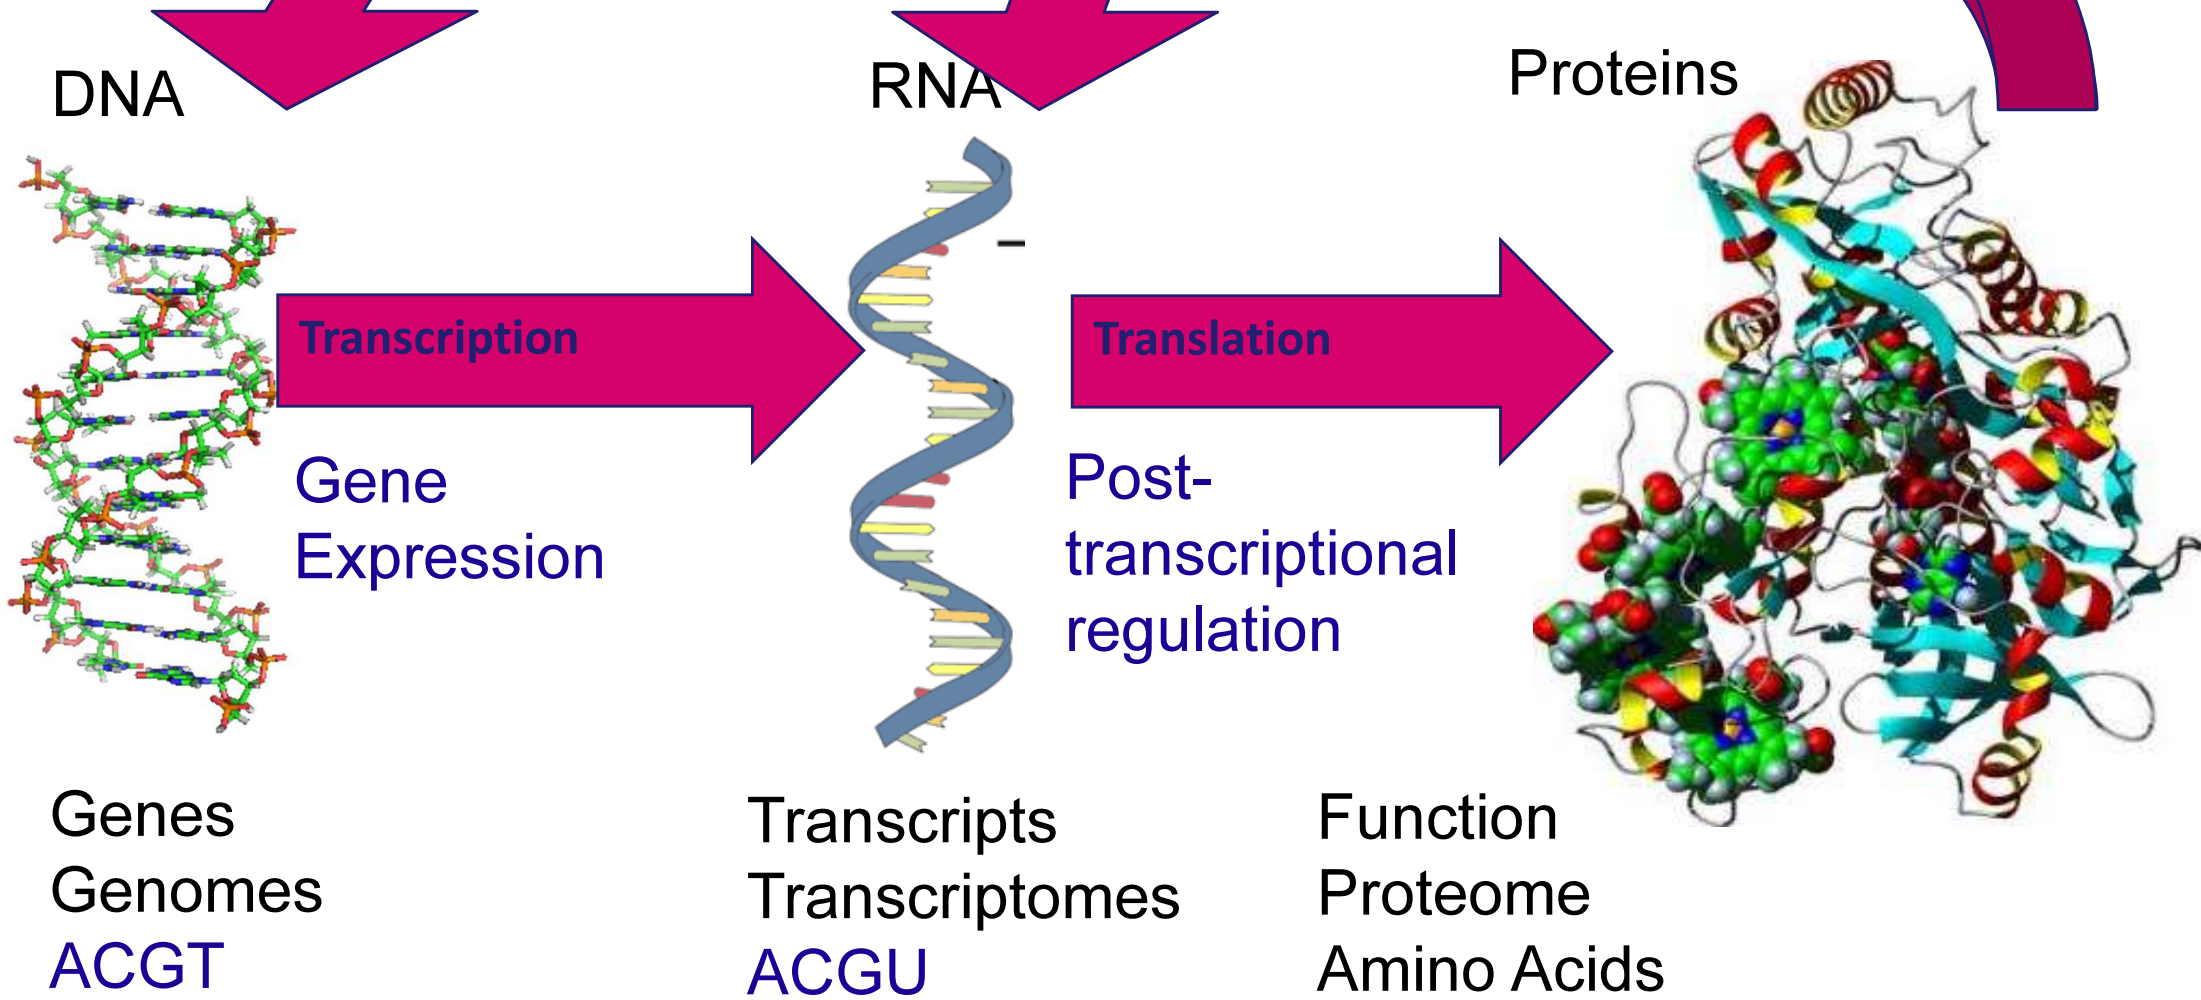 DNA
RNA
Proteins
Transcription
Translation
Gene
Expression
Post-
transcriptional
regulation
Genes
Genomes
ACGT
Transcripts
Transcriptomes
ACGU
Function
Proteome
Amino Acids